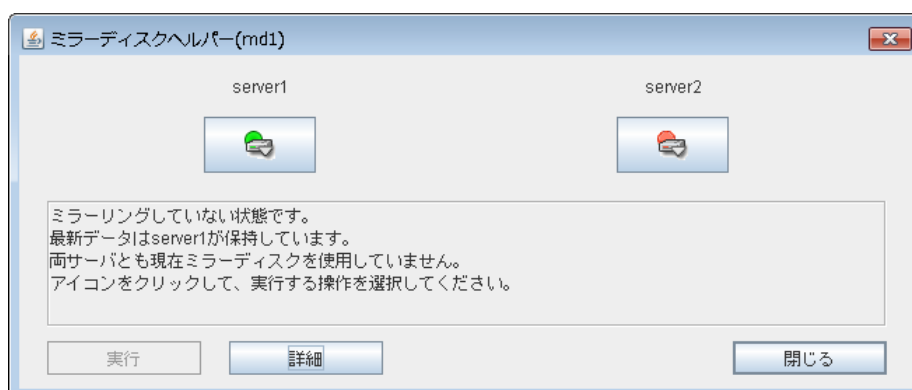 ミラーディスクヘルパー(md1)
server1
server2
ミラーリングしていない状態です。
最新データはserver1が保持しています。
両サーバとも現在ミラーディスクを使用していません。
アイコンをクリックして、実行する操作を選択してください。
実行
詳細
閉じる